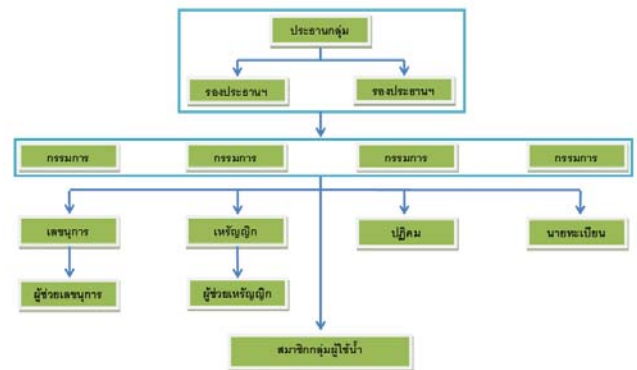 ประธานกลุ่ม
รองประธานฯ
รองประธานฯ
กรรมการ
กรรมการ
กรรมการ
กรรมการ
เลขนุการ
เหรัญญิก
ปฏิคม
นายทะเบียน
ผู้ช่วยเลขนุการ
ผู้ช่วยเหรัญญิก
สมาชิกกลุ่มผู้ใช้น้ำ